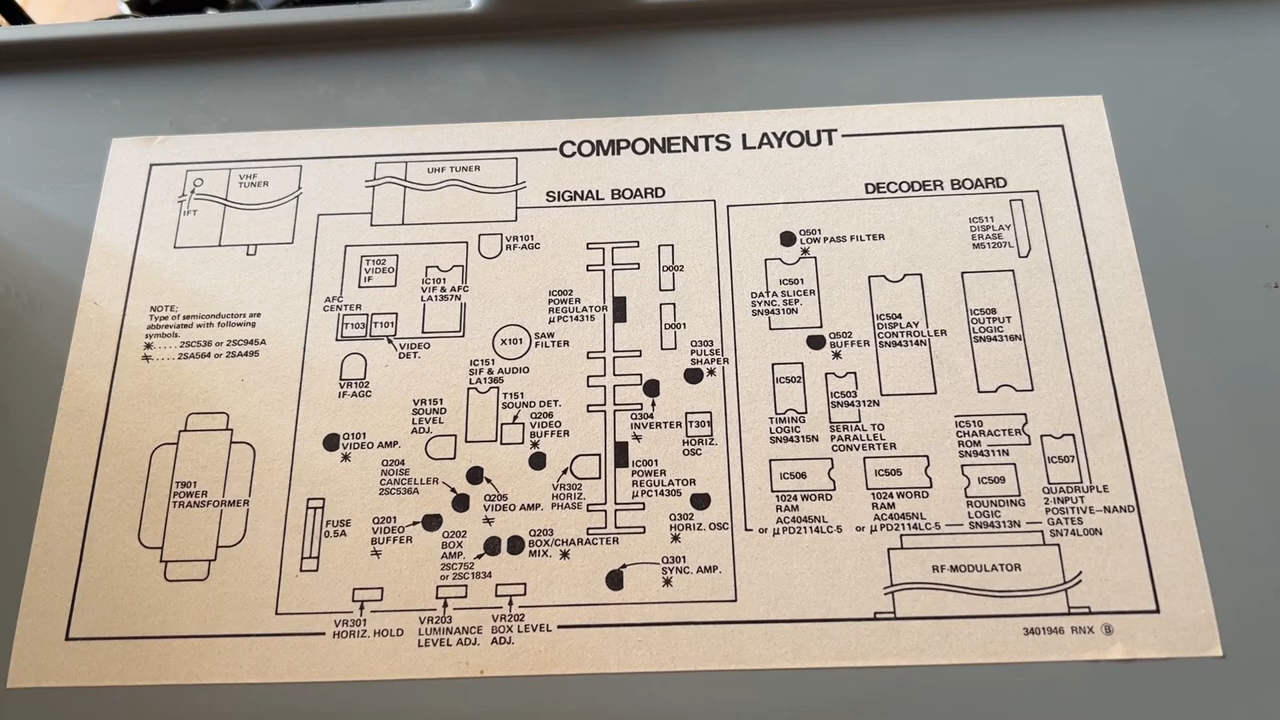 COMPONENTS LAYOUT
VHF
TUNER
IFT
UHF TUNER
SIGNAL BOARD
DECODER BOARD
NOTE;
Type of semiconductors are
abbreviated with following
symbols.
*.....2SC536 or 2SC945A
≠.....2SA564 or 2SA495
T901
POWER
TRANSFORMER
VR101
RF-AGC
T102
VIDEO
IF
IC101
VIF & AFC
LA1357N
AFC
CENTER
T103
T101
VIDEO
DET.
VR102
IF-AGC
X101
SAW
FILTER
IC002
POWER
REGULATOR
μPC14315
D002
D001
IC151
SIF & AUDIO
LA1365
VR151
SOUND
LEVEL
ADJ.
T151
SOUND DET.
Q206
VIDEO
BUFFER
*
Q303
PULSE
SHAPER
*
Q304
INVERTER
≠
T301
HORIZ.
OSC
Q101
VIDEO AMP.
*
Q204
NOISE
CANCELLER
2SC536A
Q205
VIDEO AMP.
≠
VR302
HORIZ.
PHASE
IC001
POWER
REGULATOR
μPC14305
Q302
HORIZ. OSC
*
FUSE
0.5A
Q201
VIDEO
BUFFER
≠
Q202
BOX
AMP.
2SC752
or 2SC1834
Q203
BOX/CHARACTER
MIX. *
Q301
SYNC. AMP.
*
VR301
HORIZ. HOLD
VR203
LUMINANCE
LEVEL ADJ.
VR202
BOX LEVEL
ADJ.
Q501
LOW PASS FILTER
*
IC511
DISPLAY
ERASE
M51207L
IC501
DATA SLICER
SYNC. SEP.
SN94310N
IC504
DISPLAY
CONTROLLER
SN94314N
IC508
OUTPUT
LOGIC
SN94316N
Q502
BUFFER
*
IC502
TIMING
LOGIC
SN94315N
IC503
SN94312N
SERIAL TO
PARALLEL
CONVERTER
IC510
CHARACTER
ROM
SN94311N
IC506
1024 WORD
RAM
AC4045NL
or μPD2114LC-5
IC505
1024 WORD
RAM
AC4045NL
or μPD2114LC-5
IC509
ROUNDING
LOGIC
SN94313N
IC507
QUADRUPLE
2-INPUT
POSITIVE-NAND
GATES
SN74L00N
RF-MODULATOR
3401946 RNX Ⓑ